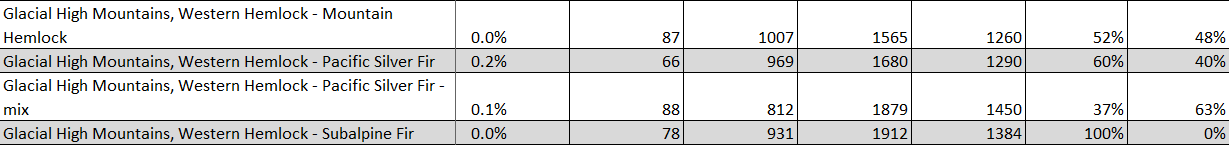 Glacial High Mountains, Western Hemlock - Mountain
Hemlock 0.0% 87 1007 1565 1260 52% 48%
Glacial High Mountains, Western Hemlock - Pacific Silver Fir 0.2% 66 969 1680 1290 60% 40%
Glacial High Mountains, Western Hemlock - Pacific Silver Fir -
mix 0.1% 88 812 1879 1450 37% 63%
Glacial High Mountains, Western Hemlock - Subalpine Fir 0.0% 78 931 1912 1384 100% 0%